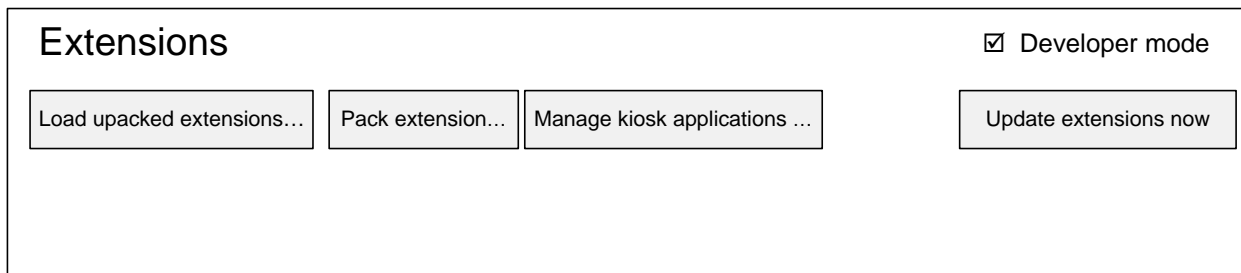 Extensions
☑ Developer mode
Load upacked extensions…
Pack extension…
Manage kiosk applications …
Update extensions now